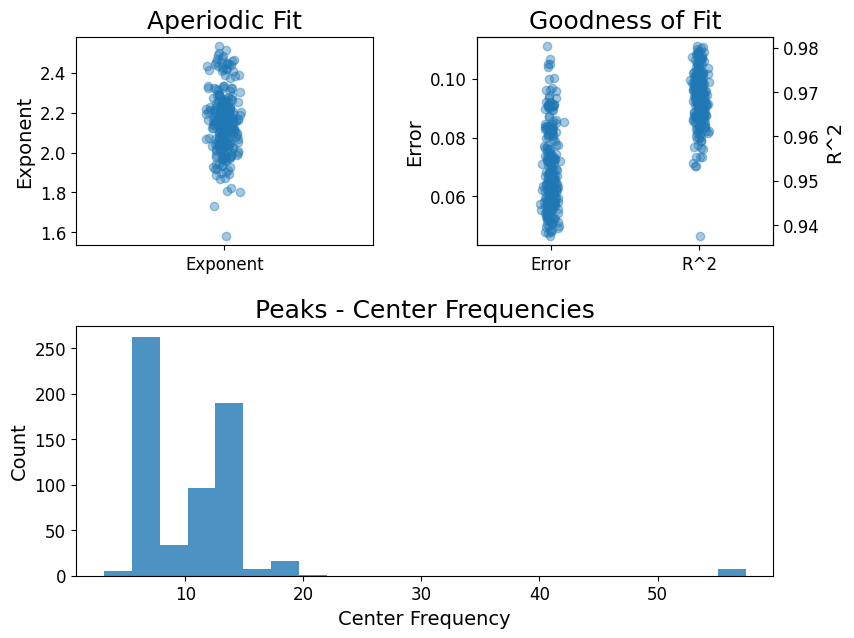 Aperiodic Fit
Exponent
2.4
2.2
2.0
1.8
1.6
Exponent
Goodness of Fit
Error
0.10
0.08
0.06
0.98
0.97
0.96
0.95
0.94
R^2
Error
R^2
Peaks - Center Frequencies
Count
250
200
150
100
50
0
10
20
30
40
50
Center Frequency